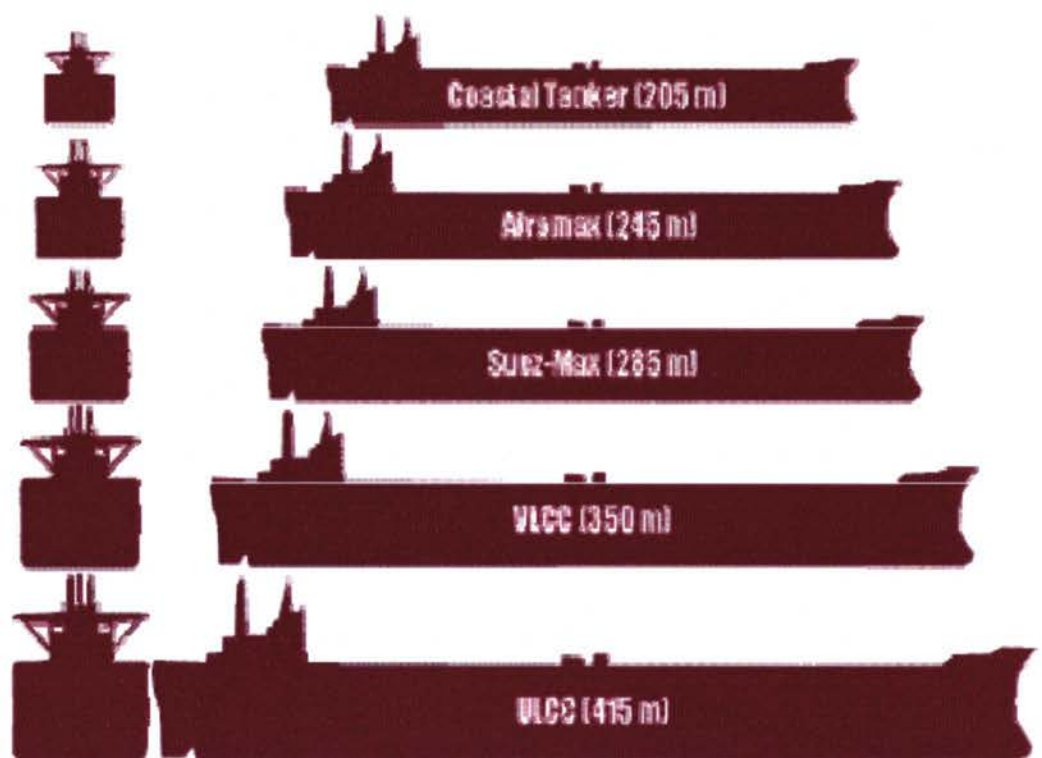 Coastal Tanker (205 m)
Aframax (245 m)
Suez-Max (285 m)
VLCC (350 m)
ULCC (415 m)